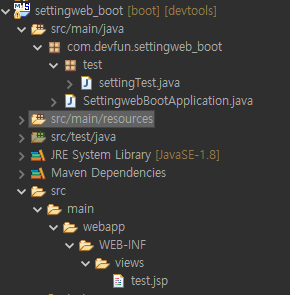 settingweb_boot [boot] [devtools]
src/main/java
com.devfun.settingweb_boot
test
settingTest.java
SettingwebBootApplication.java
src/main/resources
src/test/java
JRE System Library [JavaSE-1.8]
Maven Dependencies
src
main
webapp
WEB-INF
views
test.jsp